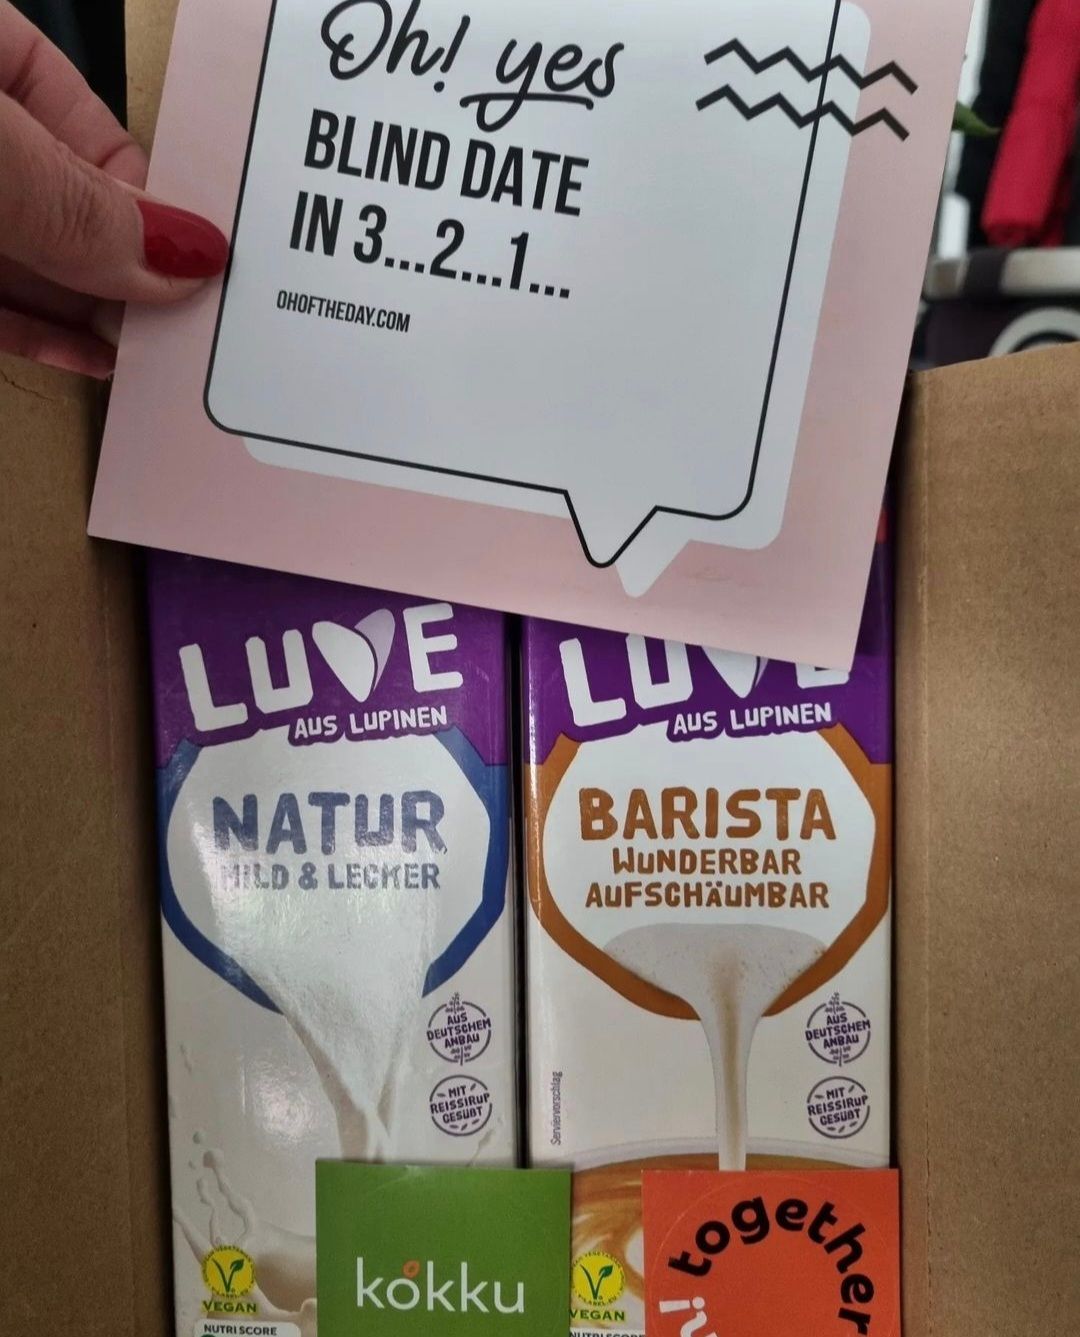 Oh! yes
BLIND DATE
IN 3...2...1...
OHOFTHEDAY.COM
LUVE
AUS LUPINEN
NATUR
MILD & LECKER
AUS
DEUTSCHEM
ANBAU
MIT
REISSIRUP
GESÜßT
VEGAN
NUTRI SCORE
LUVE
AUS LUPINEN
BARISTA
WUNDERBAR
AUFSCHÄUMBAR
AUS
DEUTSCHEM
ANBAU
MIT
REISSIRUP
GESÜßT
Serviervorschlag
VEGAN
NUTRI SCORE
kokku
together